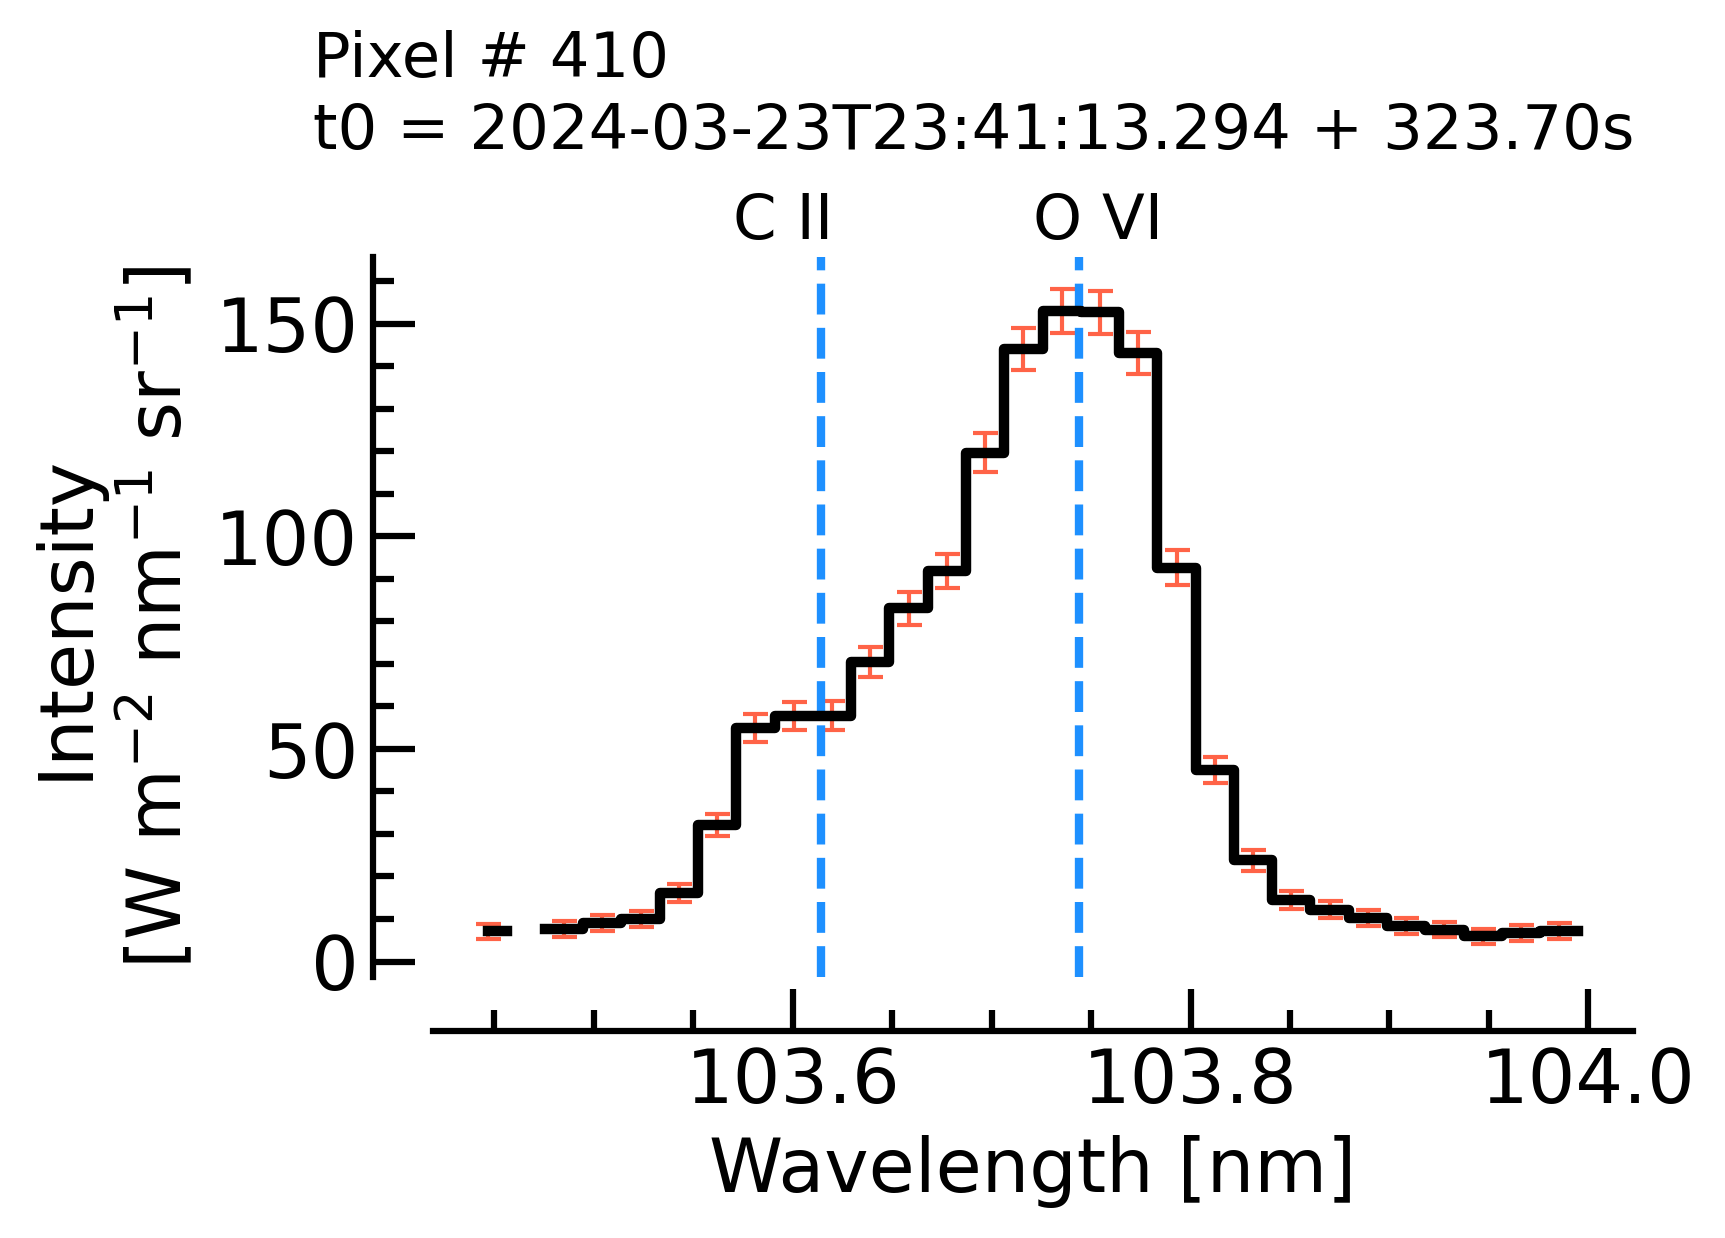 Pixel # 410
t0 = 2024-03-23T23:41:13.294 + 323.70s
C II
O VI
Intensity
[W m⁻² nm⁻¹ sr⁻¹]
150
100
50
0
103.6
103.8
104.0
Wavelength [nm]